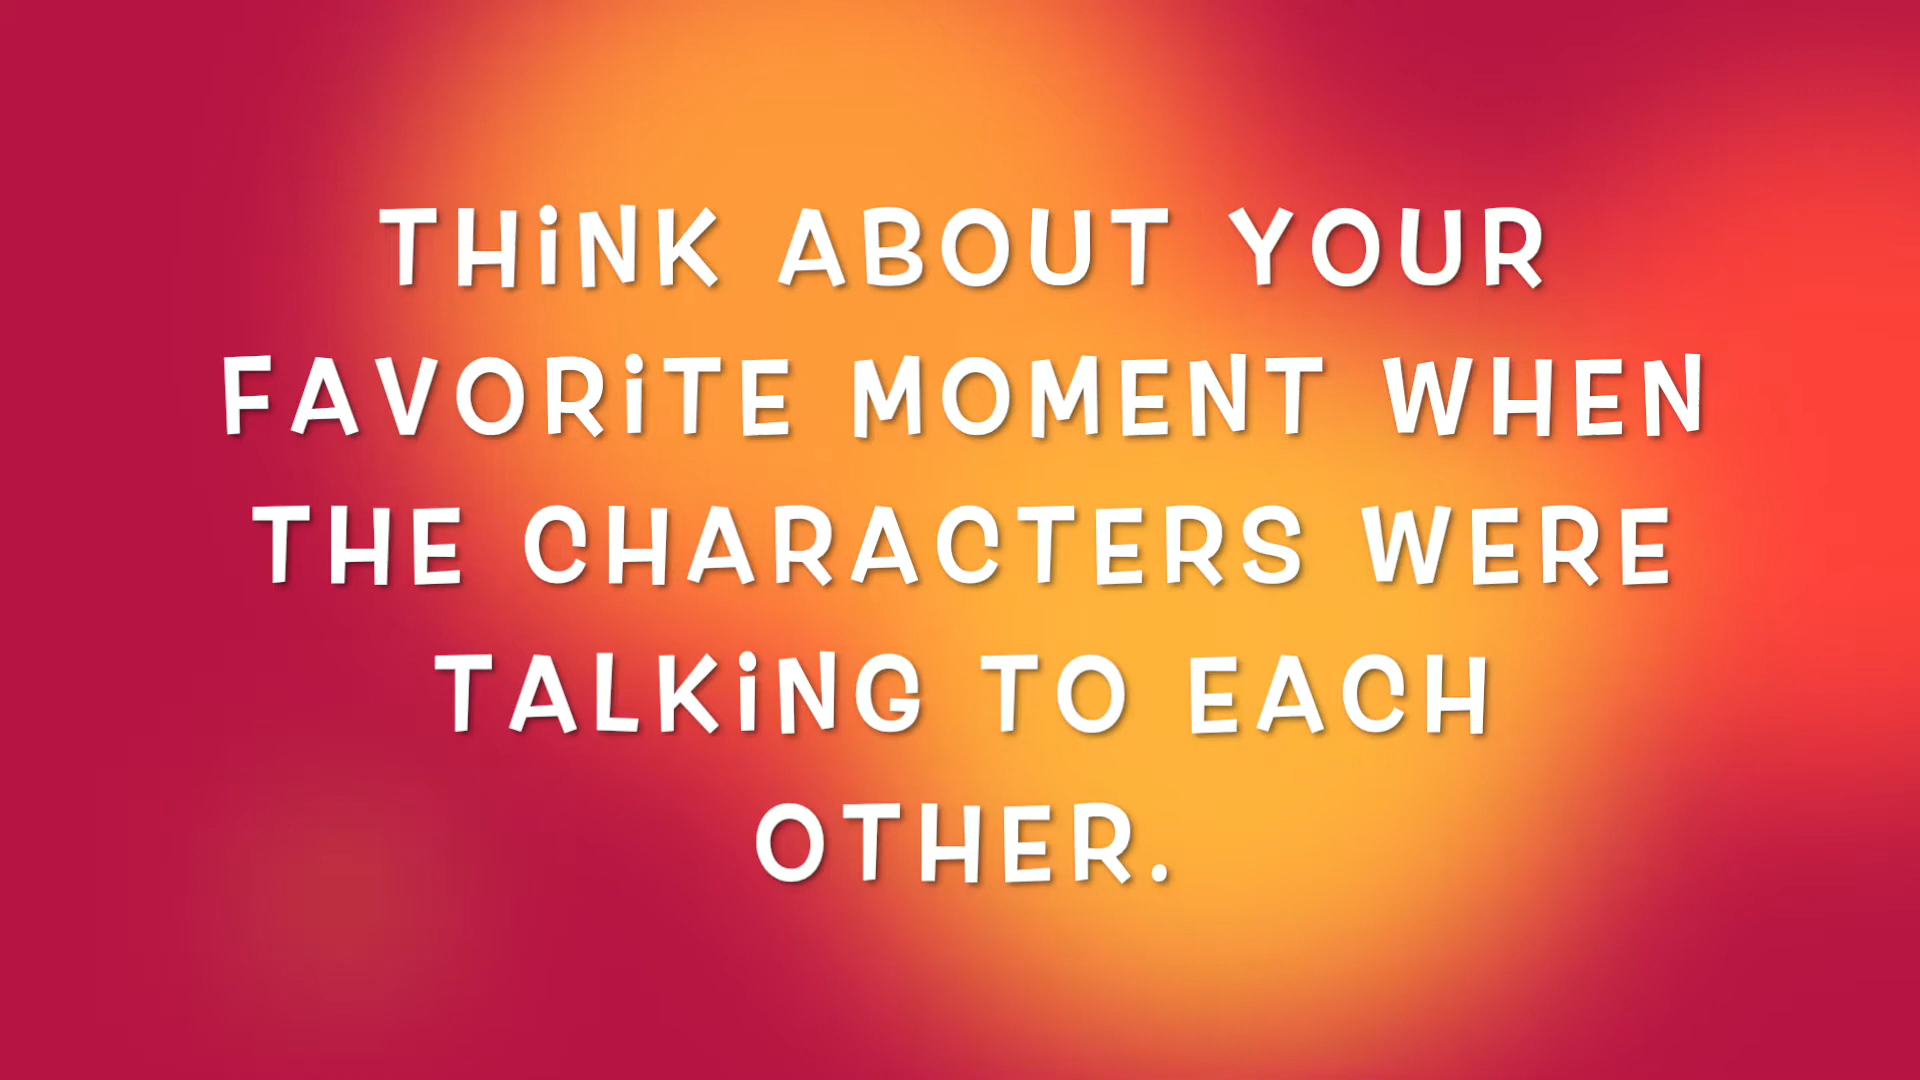 THiNK ABOUT YOUR
FAVORiTE MOMENT WHEN
THE CHARACTERS WERE
TALKiNG TO EACH
OTHER.